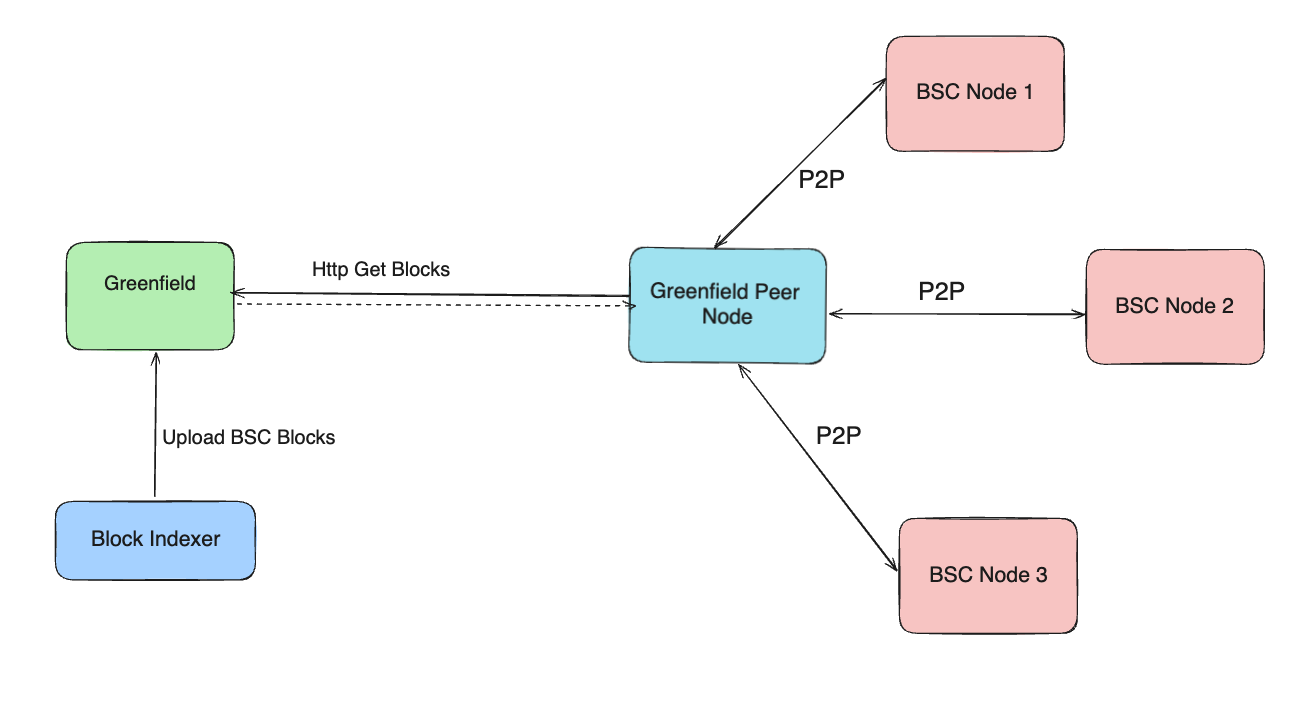 BSC Node 1
P2P
Greenfield
Http Get Blocks
Greenfield Peer
Node
P2P
BSC Node 2
Upload BSC Blocks
P2P
Block Indexer
BSC Node 3